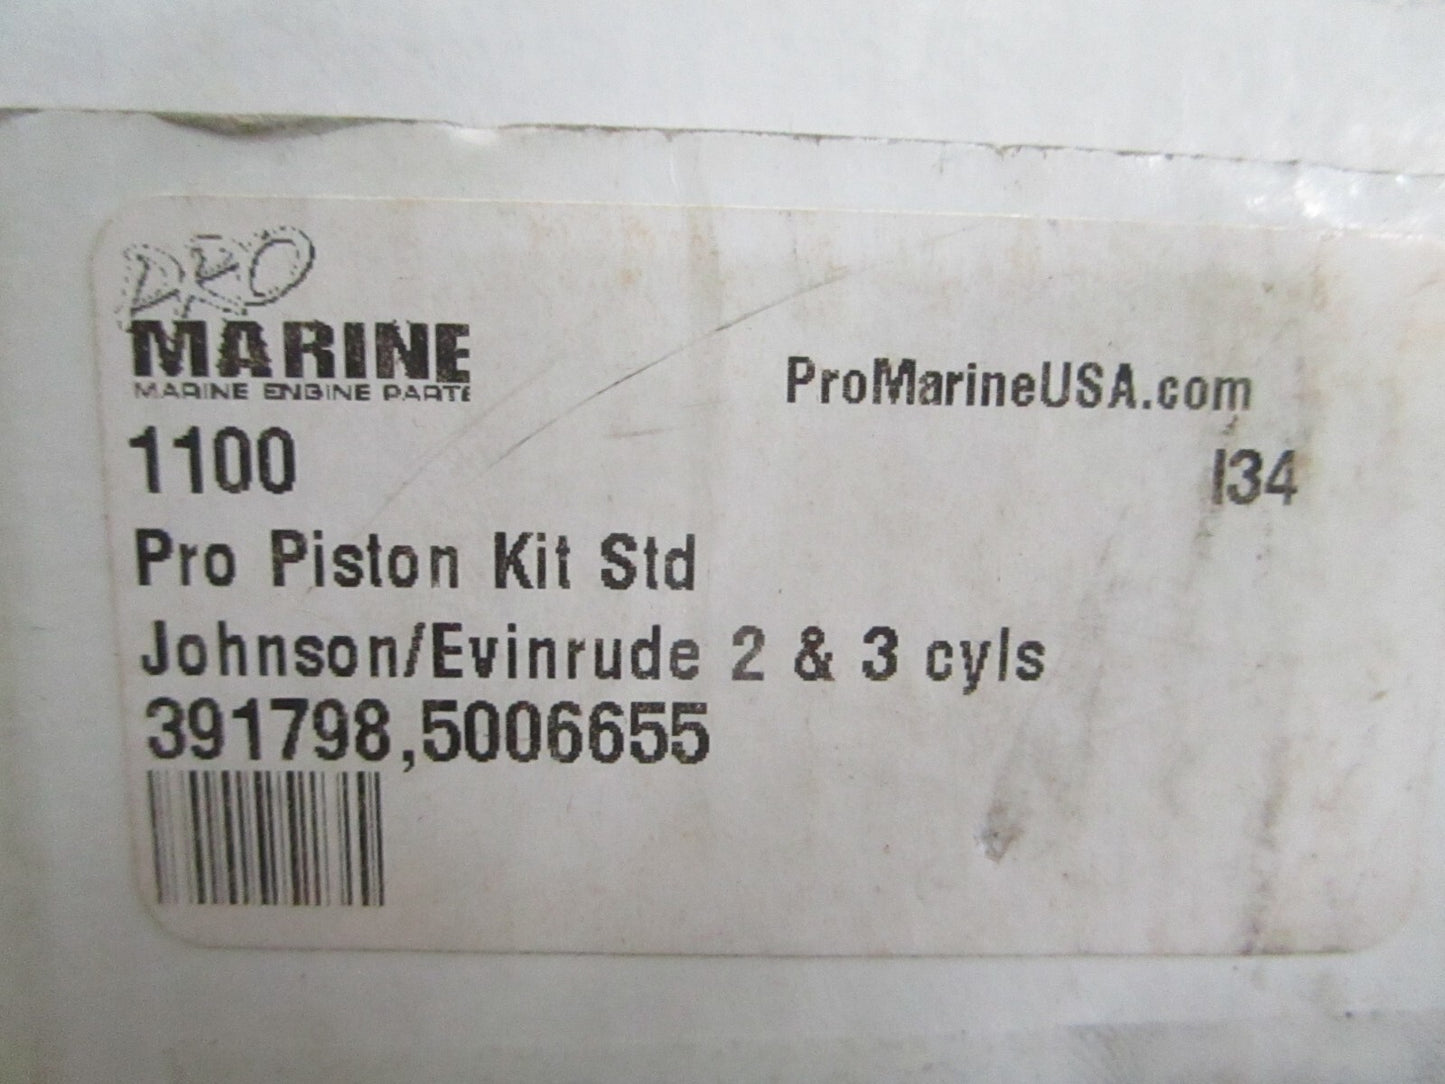 PRO
MARINE
MARINE ENGINE PARTS
ProMarineUSA.com
1100
I34
Pro Piston Kit Std
Johnson/Evinrude 2 & 3 cyls
391798,5006655